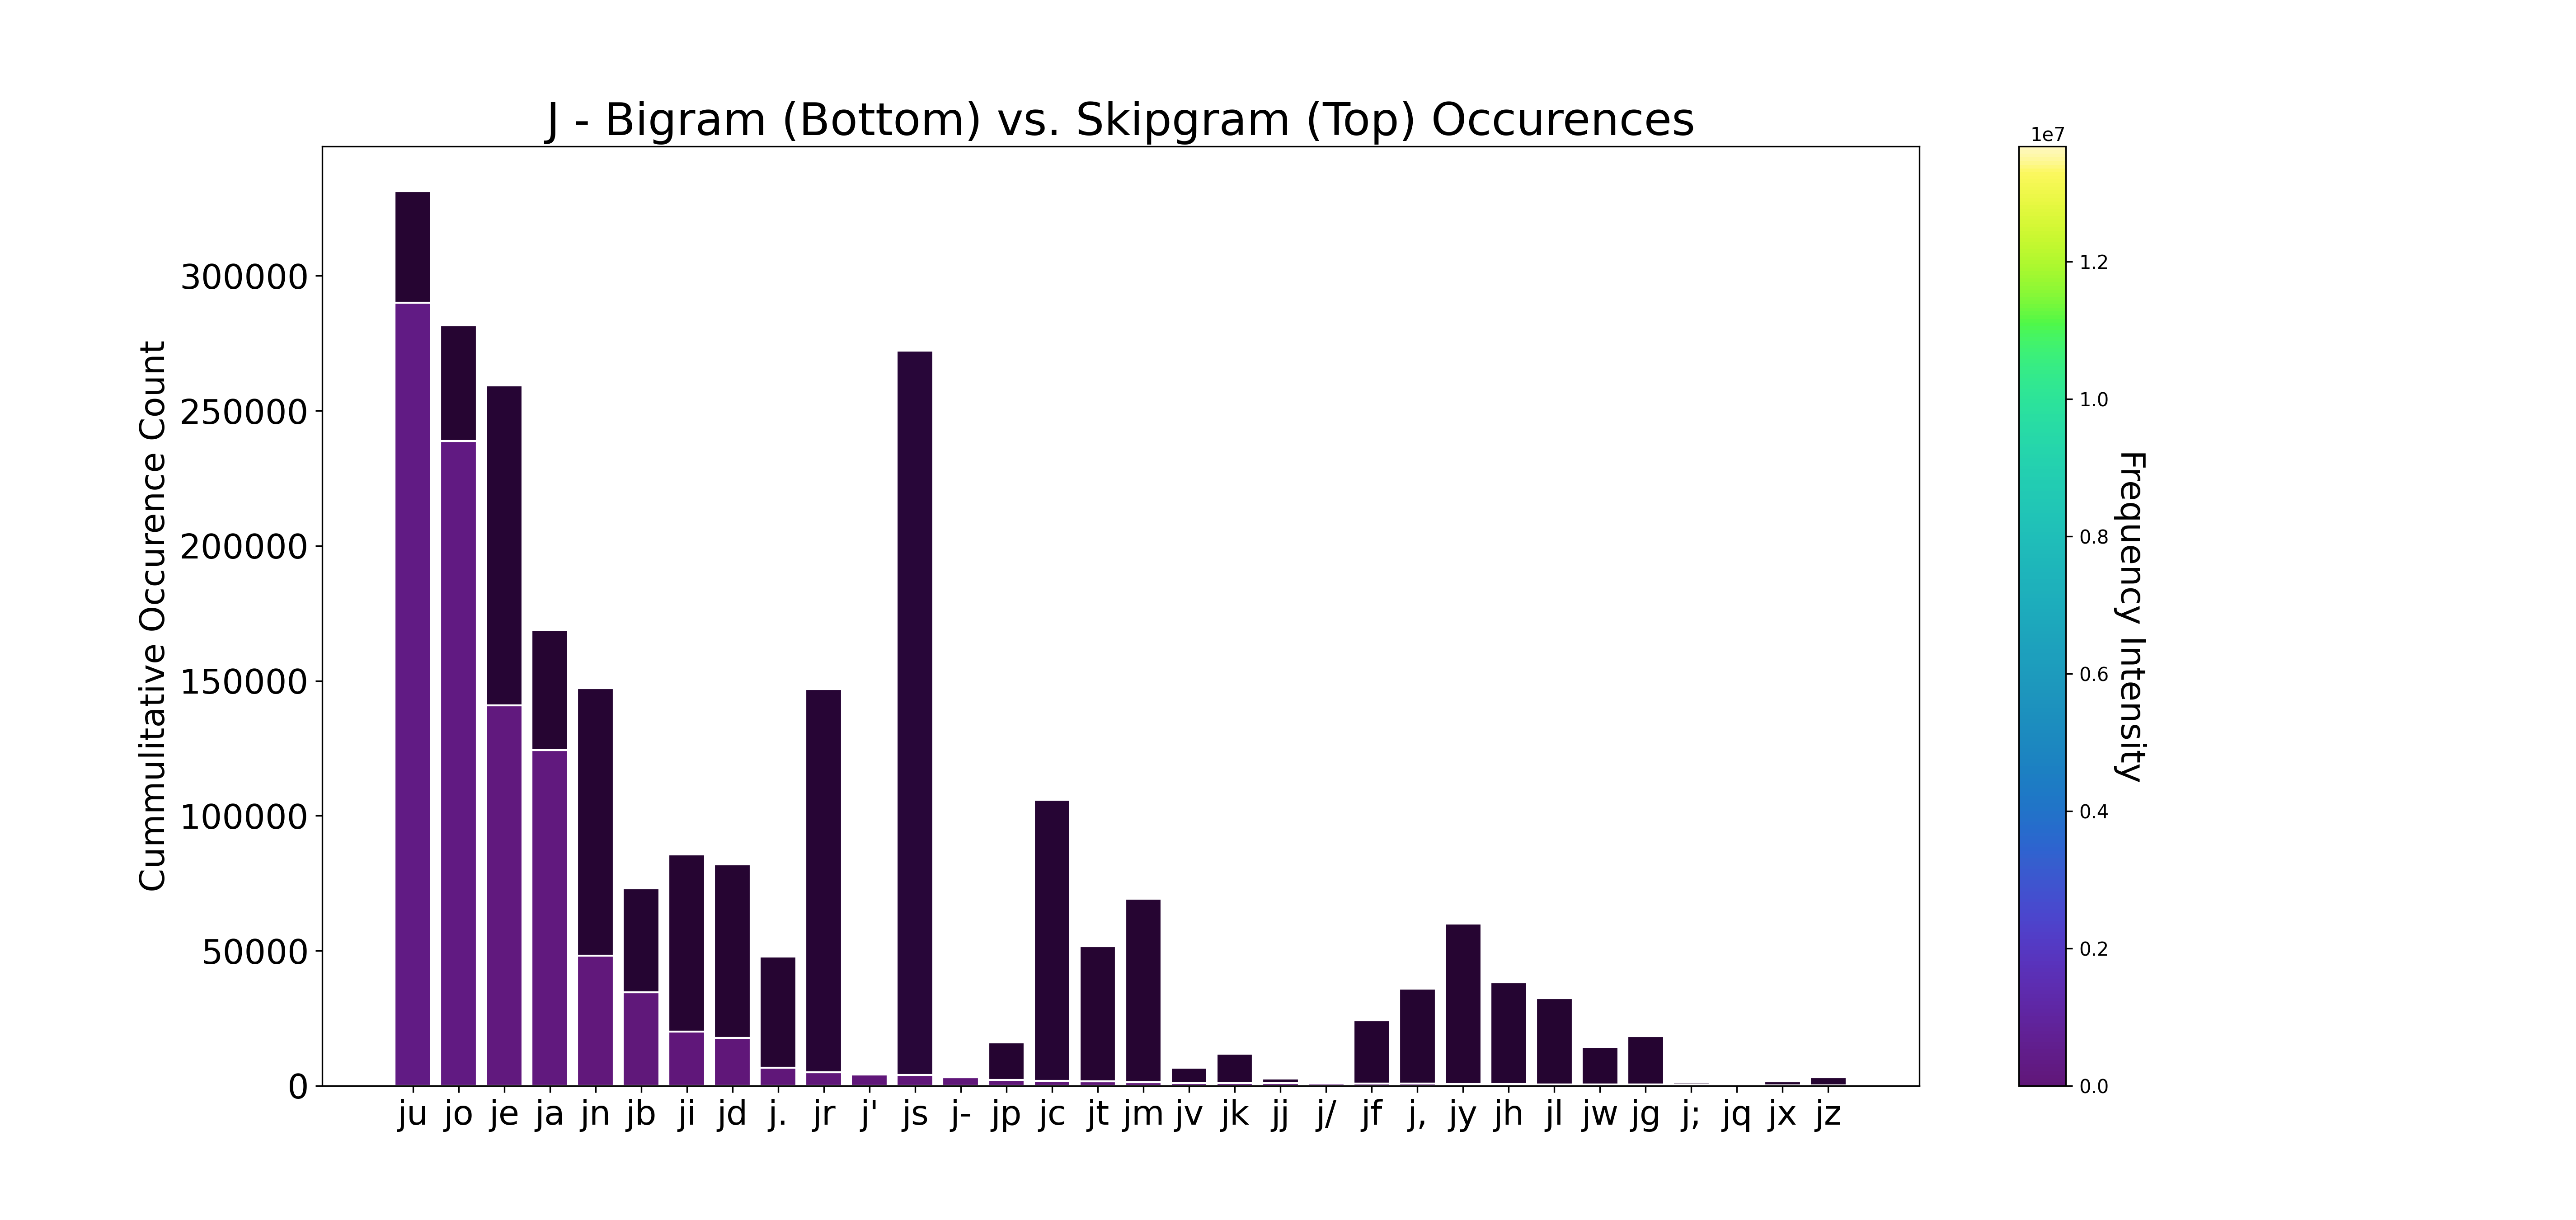 J - Bigram (Bottom) vs. Skipgram (Top) Occurences
1e7
300000
250000
200000
150000
100000
50000
0
Cummulitative Occurence Count
ju jo je ja jn jb ji jd j. jr j' js j- jp jc jt jm jv jk jj j/ jf j, jy jh jl jw jg j; jq jx jz
1.2
1.0
0.8
0.6
0.4
0.2
0.0
Frequency Intensity